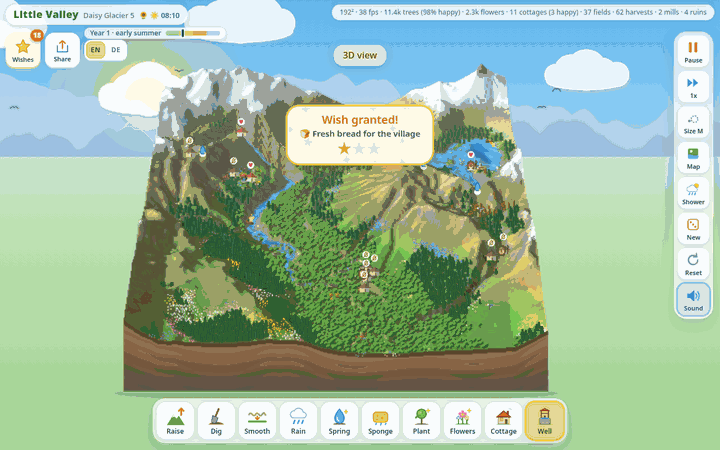 Little Valley Daisy Glacier 5 08:10
192² · 38 fps · 11.4k trees (98% happy) · 2.3k flowers · 11 cottages (3 happy) · 37 fields · 62 harvests · 2 mills · 4 ruins
Year 1 · early summer
18
Wishes
Share
EN DE
3D view
Pause
1x
Size M
Map
Shower
New
Reset
Sound
Wish granted!
Fresh bread for the village
Raise
Dig
Smooth
Rain
Spring
Sponge
Plant
Flowers
Cottage
Well